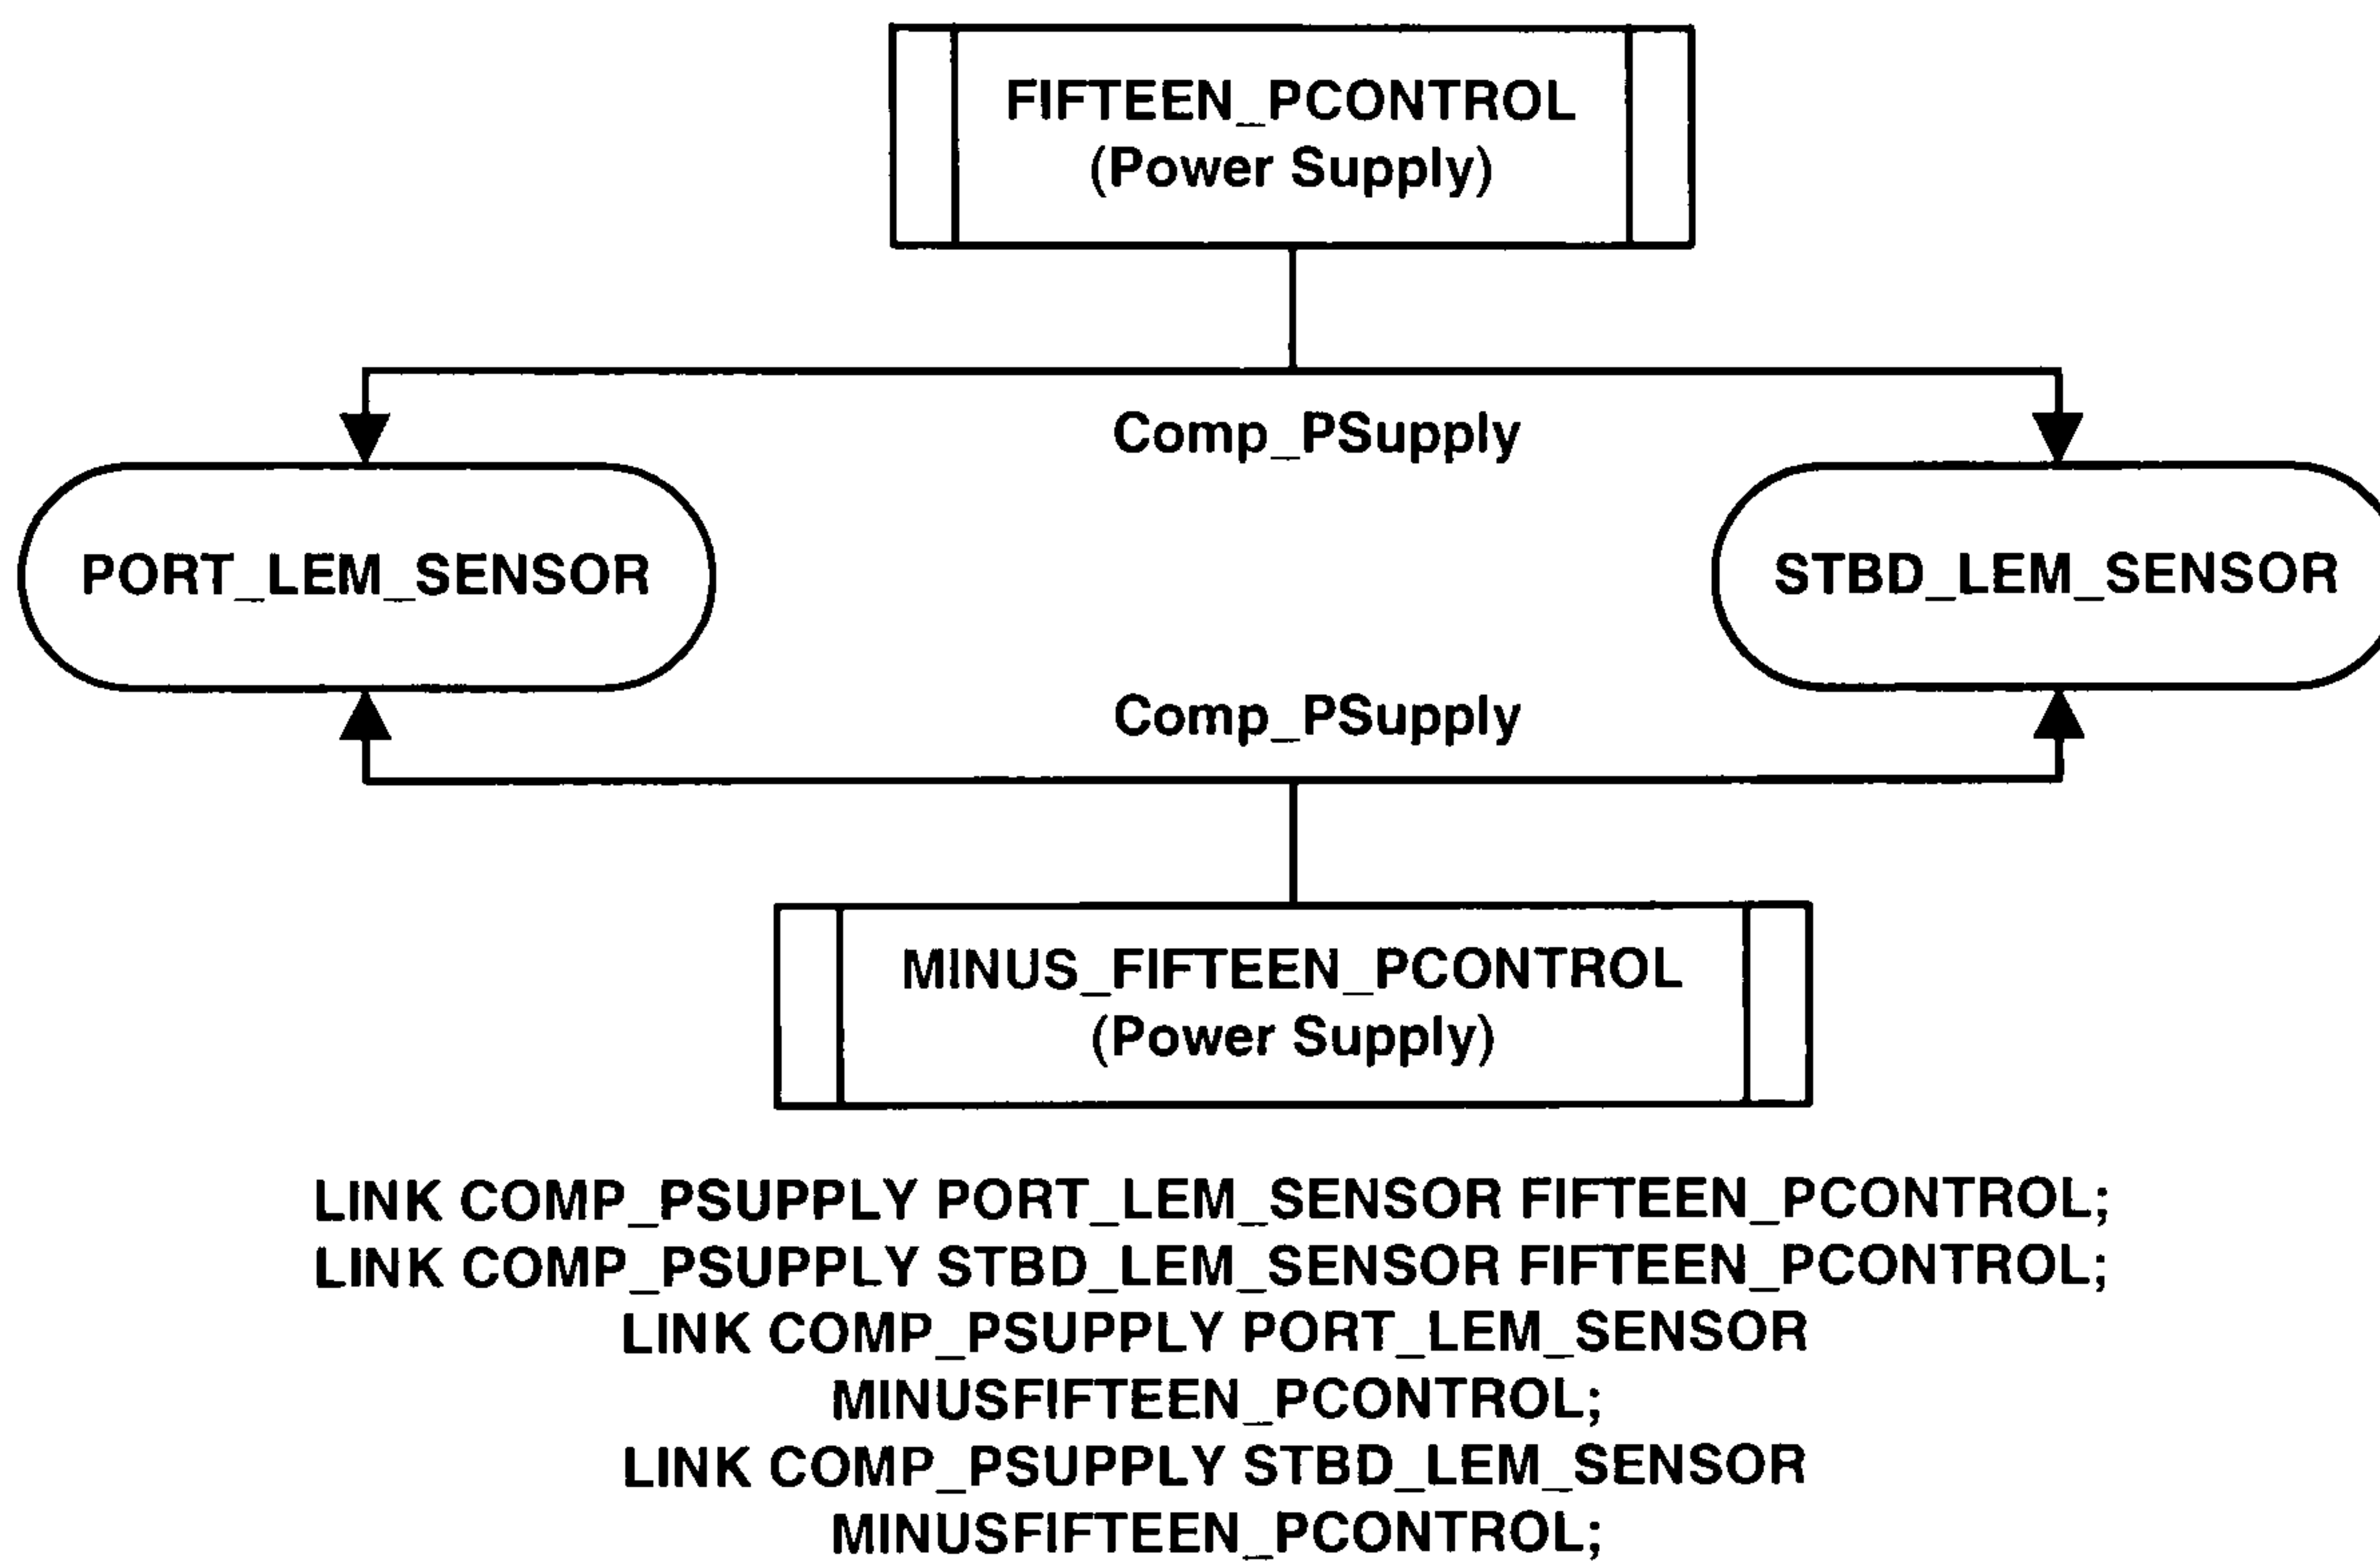 FIFTEEN_PCONTROL
(Power Supply)
Comp_PSupply
PORT_LEM_SENSOR
STBD_LEM_SENSOR
Comp_PSupply
MINUS_FIFTEEN_PCONTROL
(Power Supply)
LINK COMP_PSUPPLY PORT_LEM_SENSOR FIFTEEN_PCONTROL;
LINK COMP_PSUPPLY STBD_LEM_SENSOR FIFTEEN_PCONTROL;
LINK COMP_PSUPPLY PORT_LEM_SENSOR
MINUSFIFTEEN_PCONTROL;
LINK COMP_PSUPPLY STBD_LEM_SENSOR
MINUSFIFTEEN_PCONTROL;